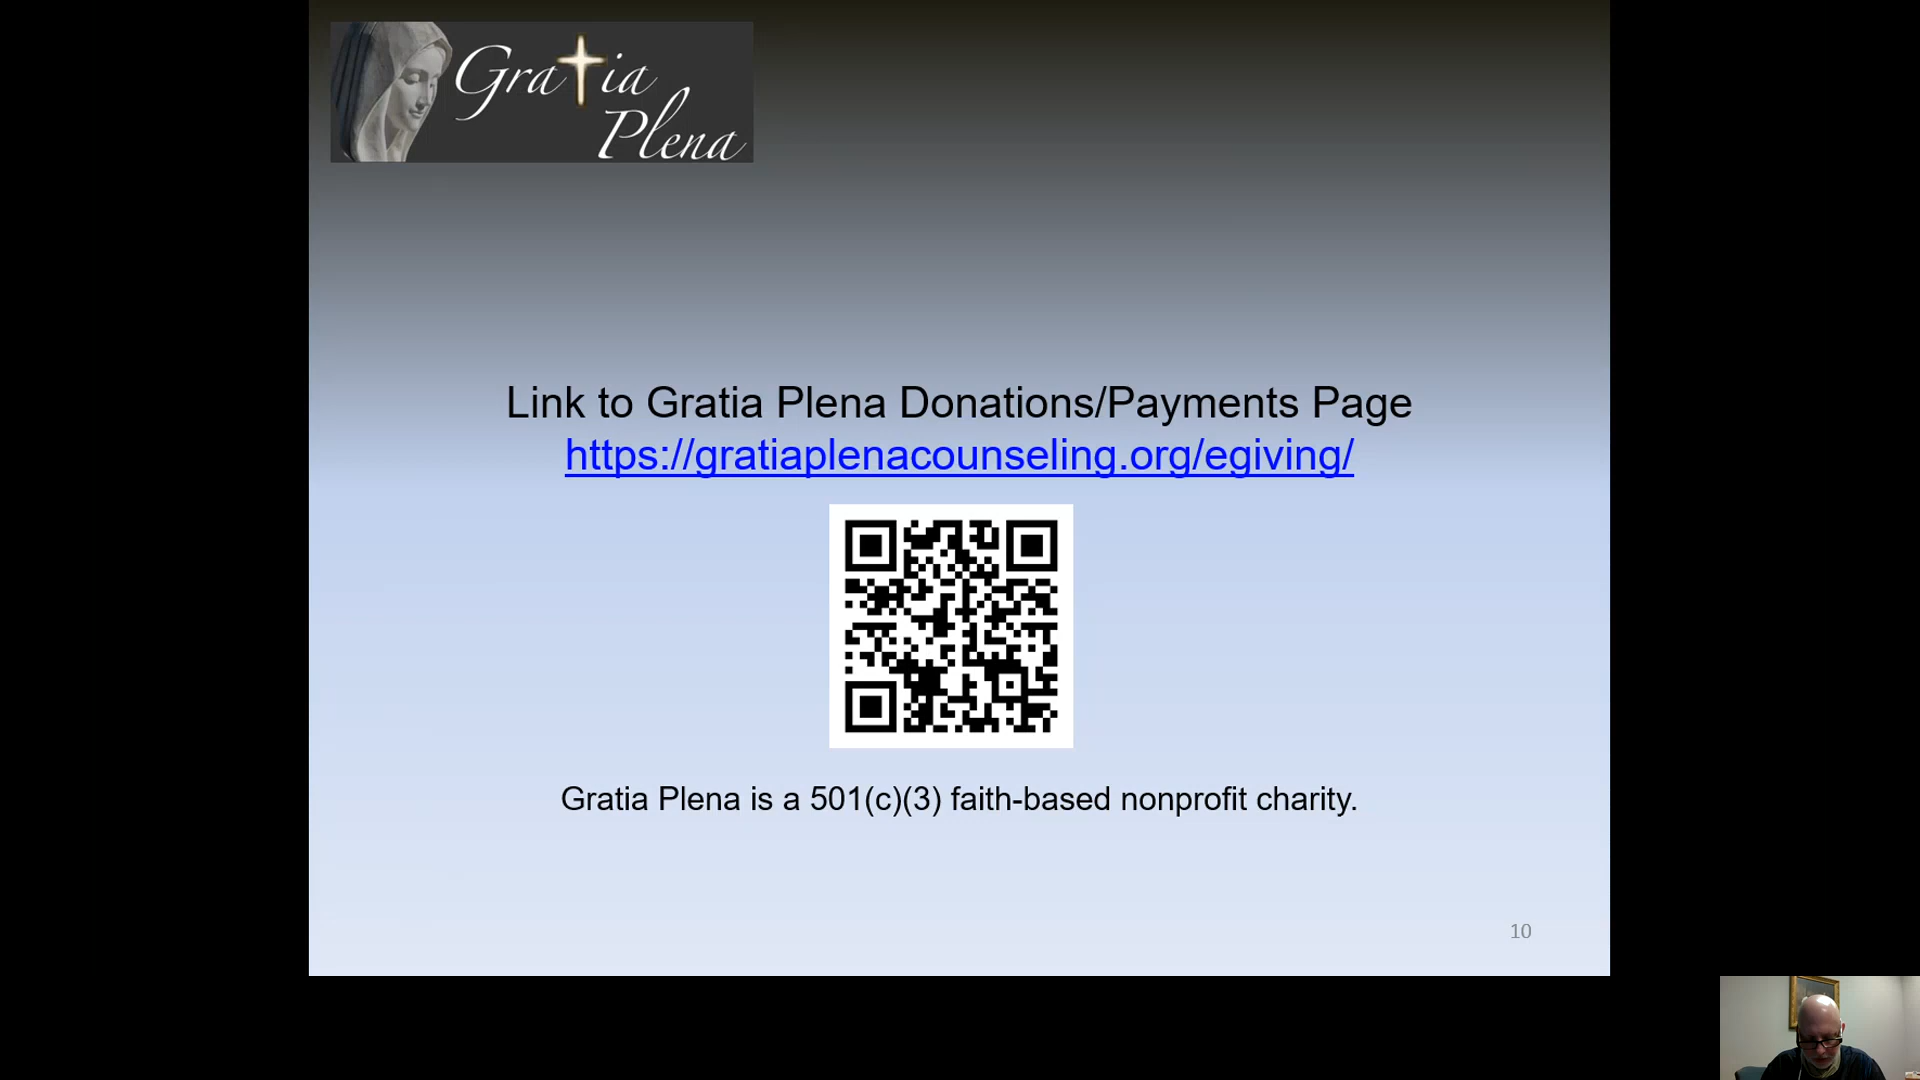 Gratia
Plena
Link to Gratia Plena Donations/Payments Page
https://gratiaplenacounseling.org/egiving/
Gratia Plena is a 501(c)(3) faith-based nonprofit charity.
10